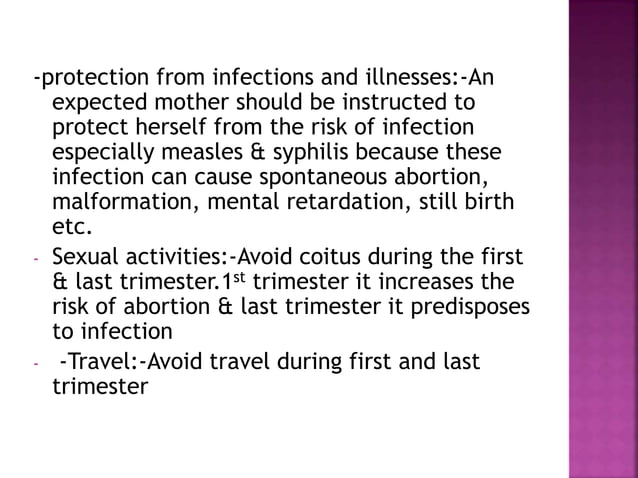 -protection from infections and illnesses:-An
expected mother should be instructed to
protect herself from the risk of infection
especially measles & syphilis because these
infection can cause spontaneous abortion,
malformation, mental retardation, still birth
etc.
- Sexual activities:-Avoid coitus during the first
& last trimester.1st trimester it increases the
risk of abortion & last trimester it predisposes
to infection
- -Travel:-Avoid travel during first and last
trimester